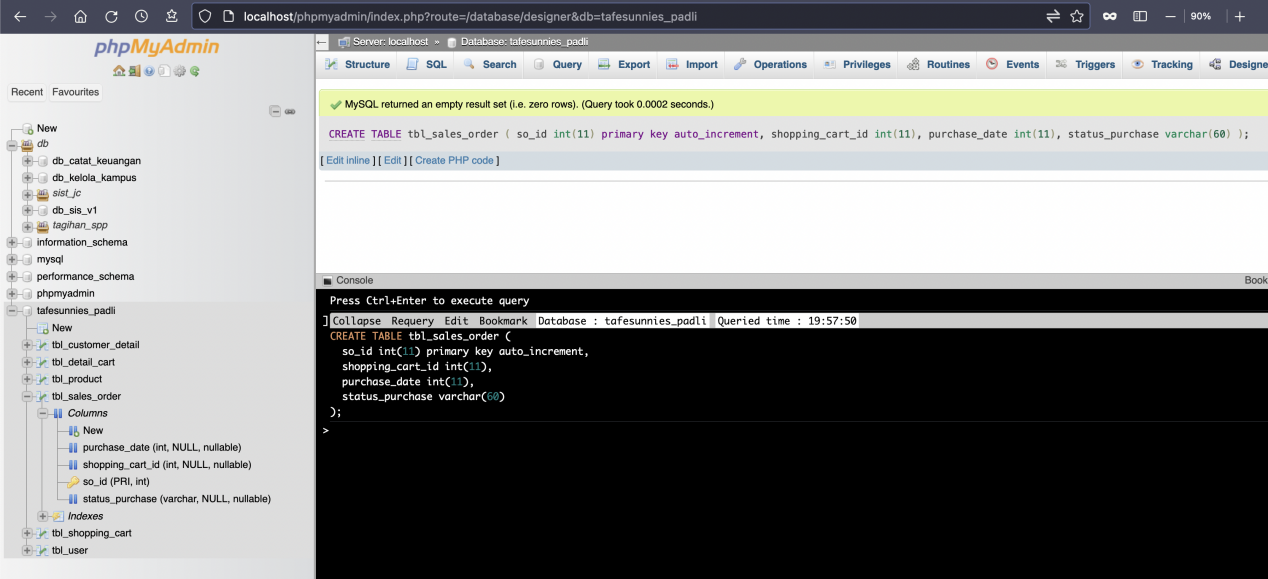 localhost/phpmyadmin/index.php?route=/database/designer&db=tafesunnies_padli
90%
phpMyAdmin
Recent Favourites
New
db
db_catat_keuangan
db_kelola_kampus
sist_jc
db_sis_v1
tagihan_spp
information_schema
mysql
performance_schema
phpmyadmin
tafesunnies_padli
New
tbl_customer_detail
tbl_detail_cart
tbl_product
tbl_sales_order
Columns
New
purchase_date (int, NULL, nullable)
shopping_cart_id (int, NULL, nullable)
so_id (PRI, int)
status_purchase (varchar, NULL, nullable)
Indexes
tbl_shopping_cart
tbl_user
Server: localhost » Database: tafesunnies_padli
Structure SQL Search Query Export Import Operations Privileges Routines Events Triggers Tracking Designe
MySQL returned an empty result set (i.e. zero rows). (Query took 0.0002 seconds.)
CREATE TABLE tbl_sales_order ( so_id int(11) primary key auto_increment, shopping_cart_id int(11), purchase_date int(11), status_purchase varchar(60) );
[ Edit inline ] [ Edit ] [ Create PHP code ]
Console Book
Press Ctrl+Enter to execute query
] Collapse Requery Edit Bookmark Database : tafesunnies_padli Queried time : 19:57:50
CREATE TABLE tbl_sales_order (
so_id int(11) primary key auto_increment,
shopping_cart_id int(11),
purchase_date int(11),
status_purchase varchar(60)
);
>